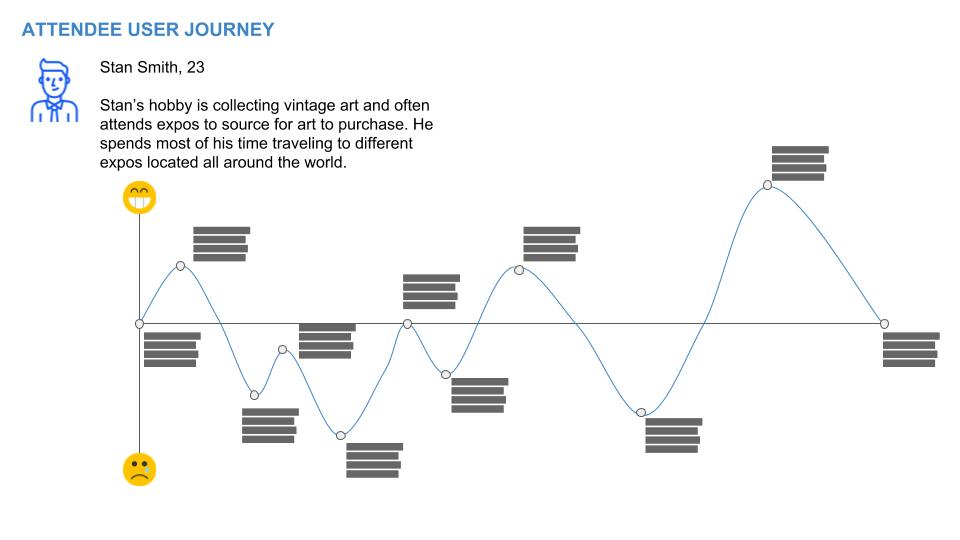 ATTENDEE USER JOURNEY
Stan Smith, 23
Stan's hobby is collecting vintage art and often
attends expos to source for art to purchase. He
spends most of his time traveling to different
expos located all around the world.